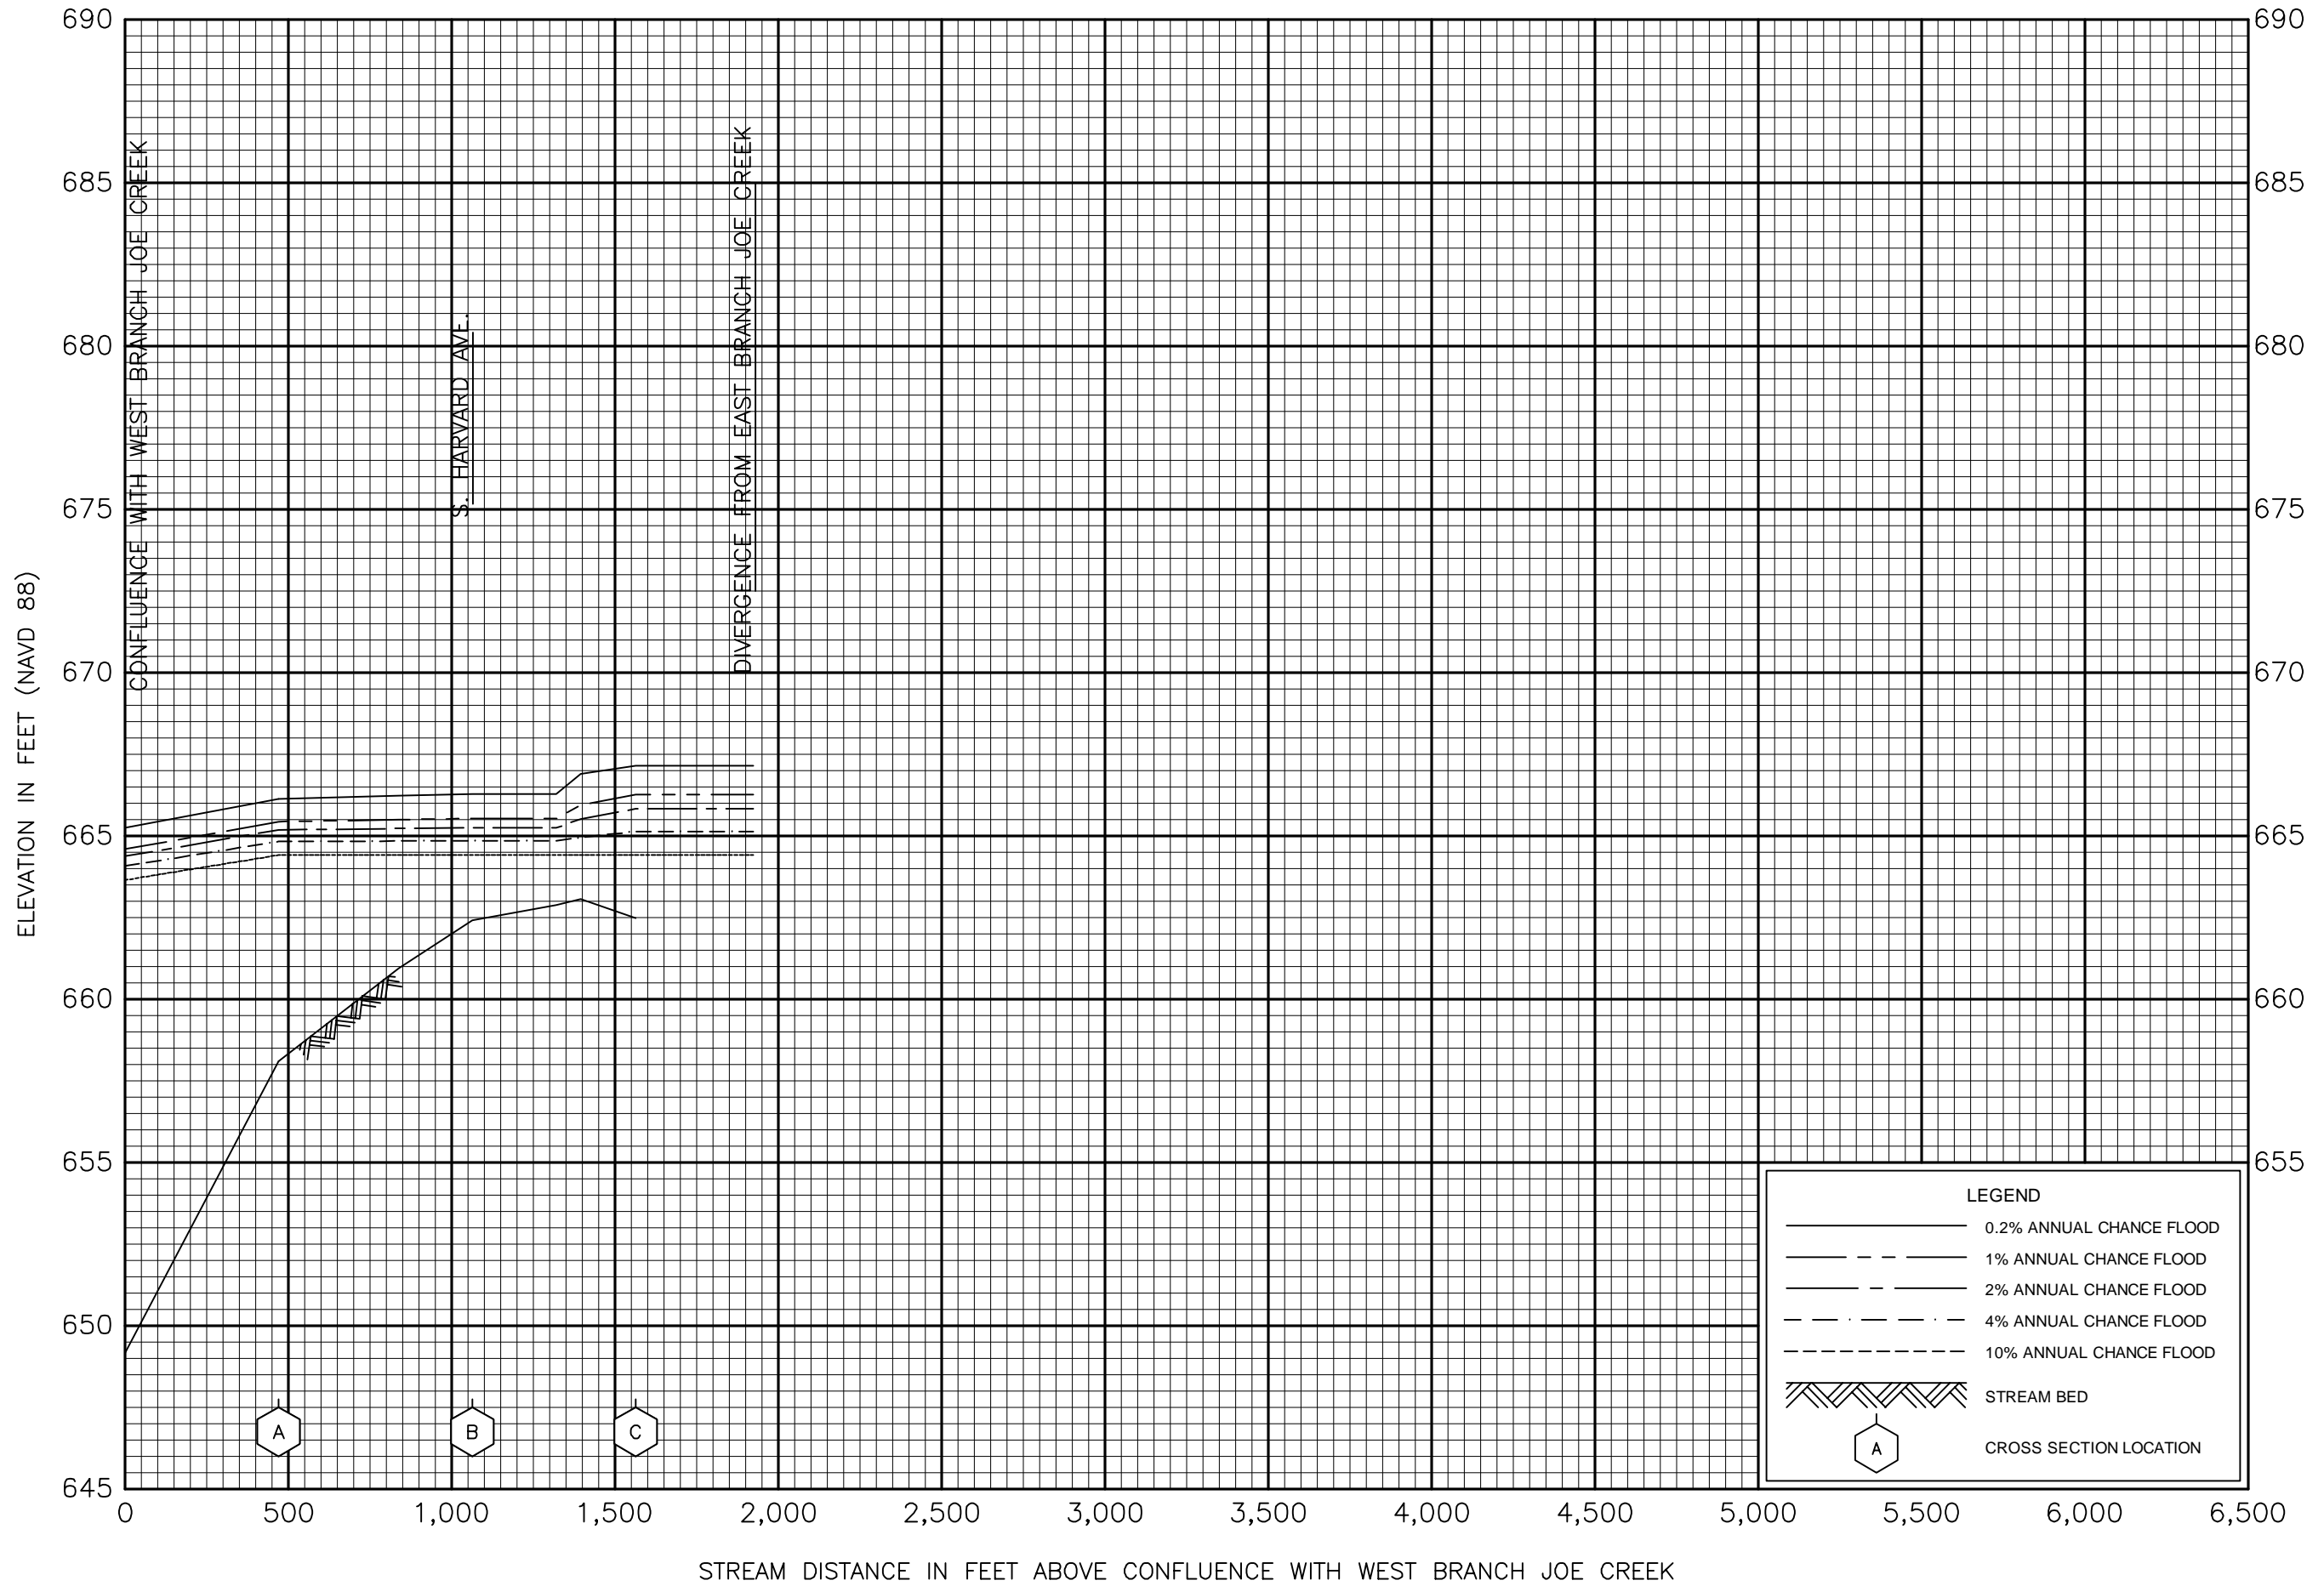 690
685
680
675
670
665
660
655
650
645
690
685
680
675
670
665
660
655
ELEVATION IN FEET (NAVD 88)
CONFLUENCE WITH WEST BRANCH JOE CREEK
S. HARVARD AVE.
DIVERGENCE FROM EAST BRANCH JOE CREEK
A
B
C
LEGEND
0.2% ANNUAL CHANCE FLOOD
1% ANNUAL CHANCE FLOOD
2% ANNUAL CHANCE FLOOD
4% ANNUAL CHANCE FLOOD
10% ANNUAL CHANCE FLOOD
STREAM BED
A CROSS SECTION LOCATION
0 500 1,000 1,500 2,000 2,500 3,000 3,500 4,000 4,500 5,000 5,500 6,000 6,500
STREAM DISTANCE IN FEET ABOVE CONFLUENCE WITH WEST BRANCH JOE CREEK